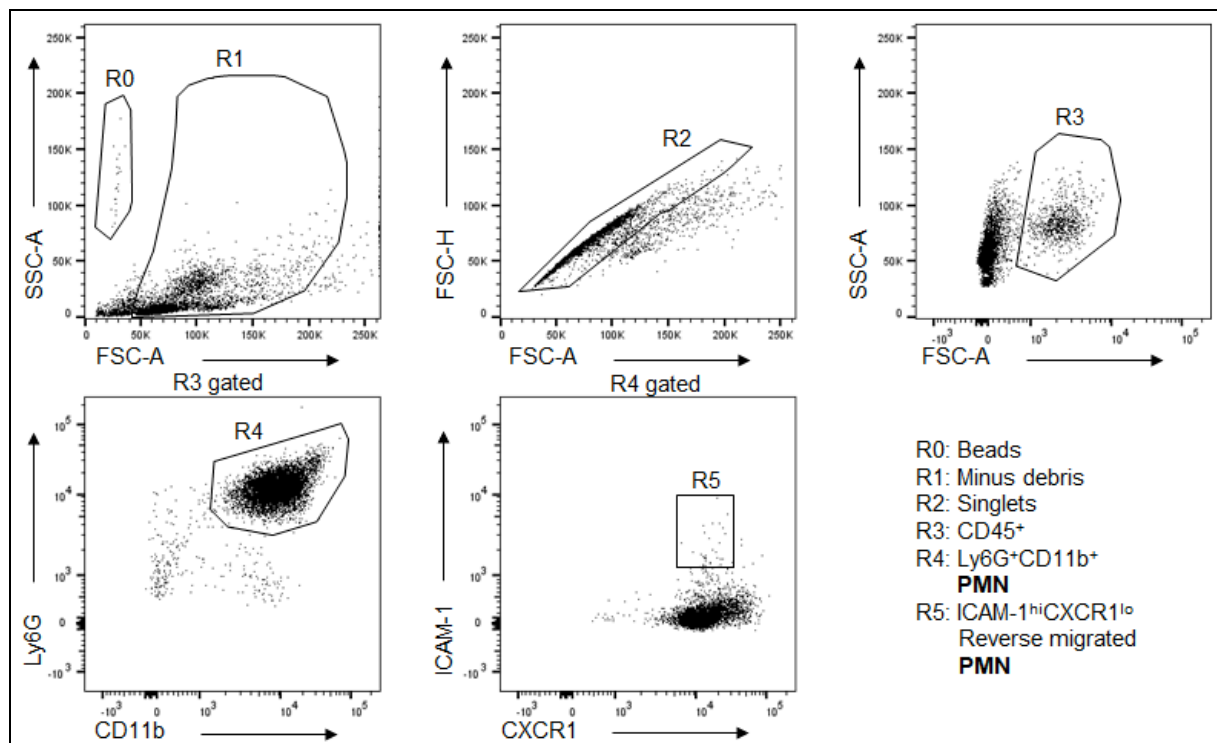 R0
R1
250K
200K
150K
100K
50K
0
SSC-A
0
50K
100K
150K
200K
250K
FSC-A
R2
250K
200K
150K
100K
50K
0
FSC-H
0
50K
100K
150K
200K
250K
FSC-A
R3
250K
200K
150K
100K
50K
0
SSC-A
-10³
0
10³
10⁴
10⁵
FSC-A
R3 gated
R4
10⁵
10⁴
10³
0
-10³
Ly6G
-10³
0
10³
10⁴
10⁵
CD11b
R4 gated
R5
10⁵
10⁴
10³
0
-10³
ICAM-1
-10³
0
10³
10⁴
10⁵
CXCR1
R0: Beads
R1: Minus debris
R2: Singlets
R3: CD45⁺
R4: Ly6G⁺CD11b⁺
PMN
R5: ICAM-1ʰⁱCXCR1ˡᵒ
Reverse migrated
PMN